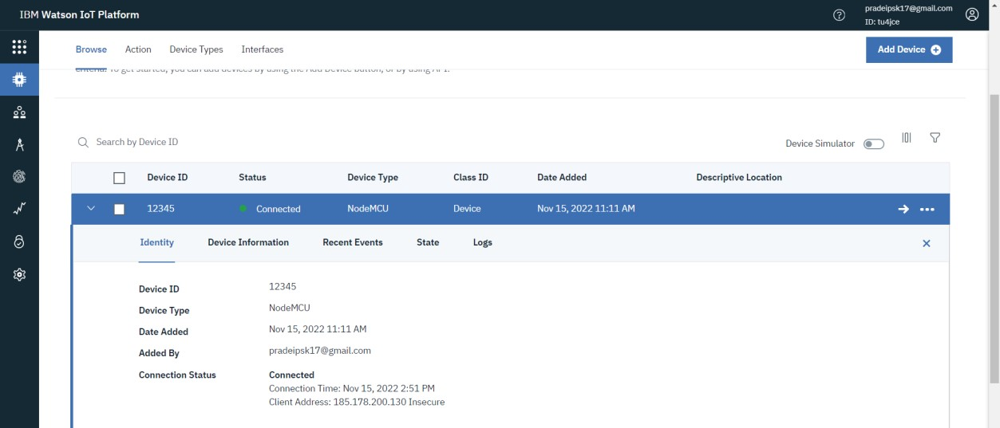 IBM Watson IoT Platform
pradeipsk17@gmail.com
ID: tu4jce
Browse Action Device Types Interfaces
Add Device
criteria. To get started, you can add devices by using the Add Device button, or by using API.
Search by Device ID
Device Simulator
Device ID Status Device Type Class ID Date Added Descriptive Location
12345 Connected NodeMCU Device Nov 15, 2022 11:11 AM
Identity Device Information Recent Events State Logs
Device ID 12345
Device Type NodeMCU
Date Added Nov 15, 2022 11:11 AM
Added By pradeipsk17@gmail.com
Connection Status Connected
Connection Time: Nov 15, 2022 2:51 PM
Client Address: 185.178.200.130 Insecure